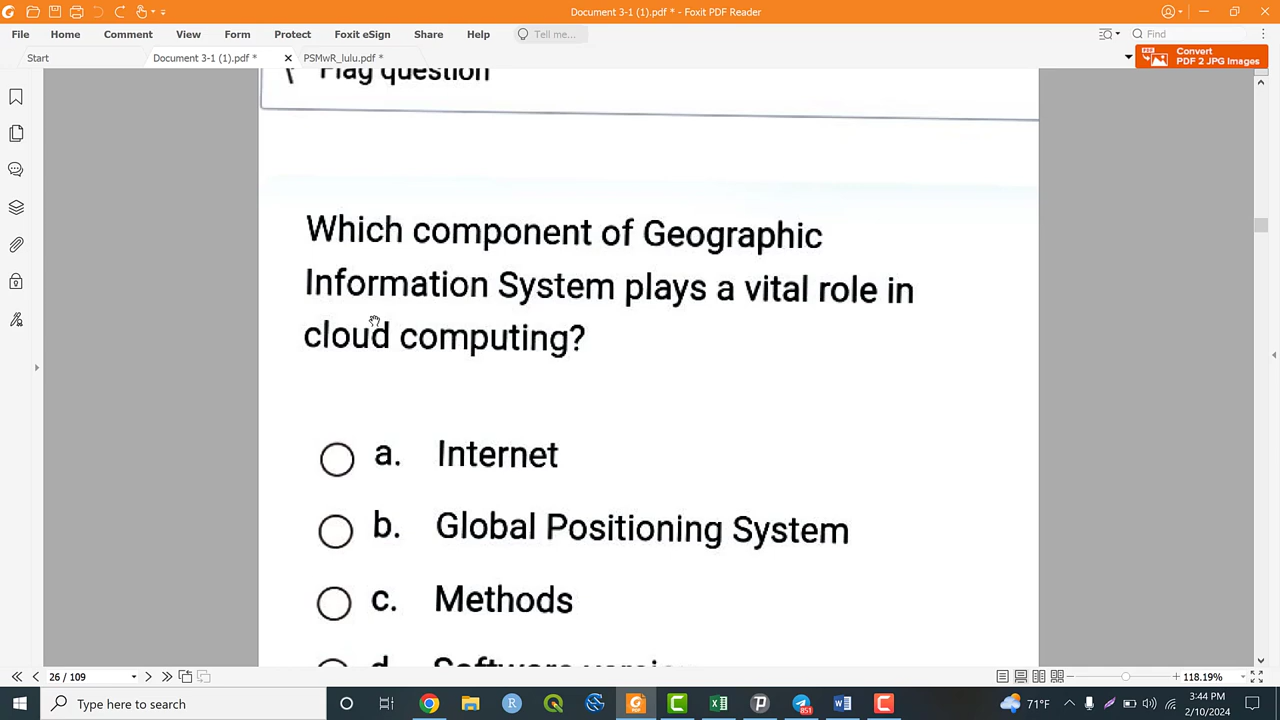 Document 3-1 (1).pdf * - Foxit PDF Reader
File Home Comment View Form Protect Foxit eSign Share Help Tell me... Find
Start Document 3-1 (1).pdf * PSMwR_lulu.pdf * Convert
PDF 2 JPG Images
Flag question
Which component of Geographic
Information System plays a vital role in
cloud computing?
a. Internet
b. Global Positioning System
c. Methods
d. Software
26 / 109 118.19%
Type here to search 71°F 3:44 PM
2/10/2024